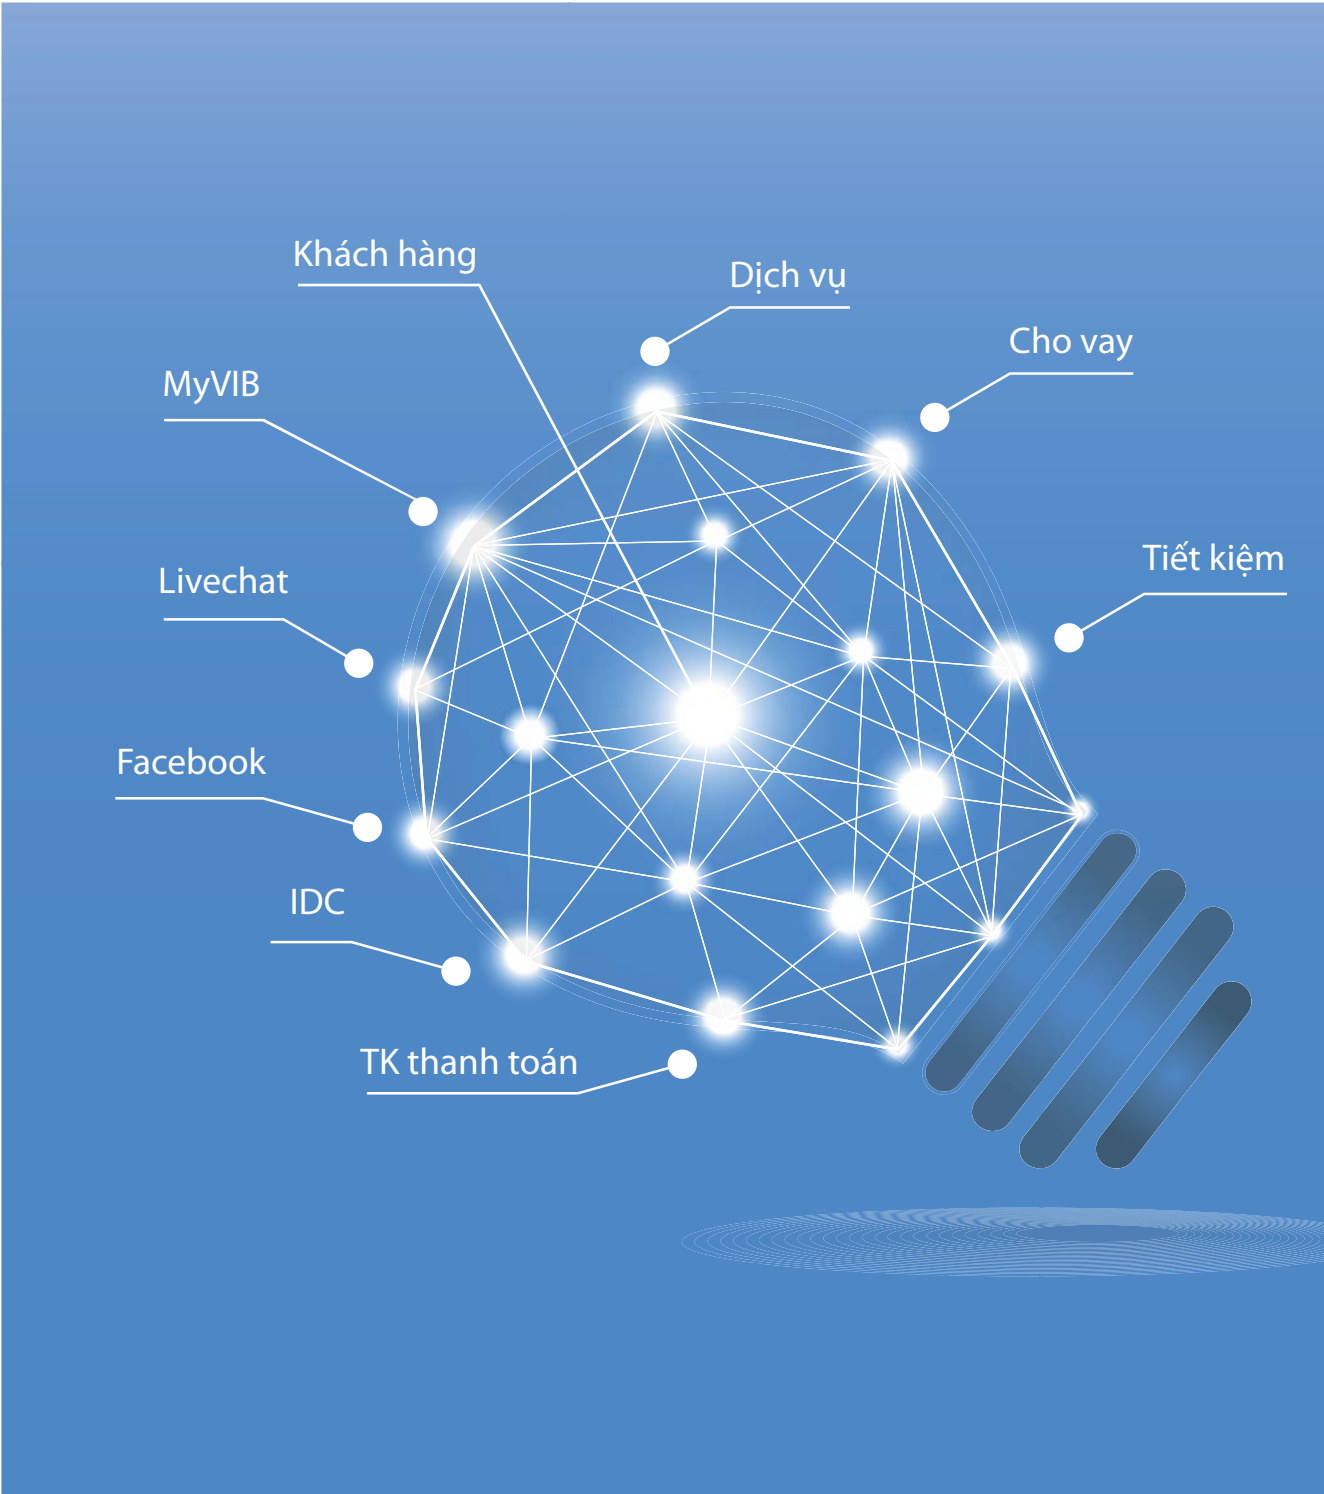 Khách hàng
Dịch vụ
Cho vay
MyVIB
Tiết kiệm
Livechat
Facebook
IDC
TK thanh toán